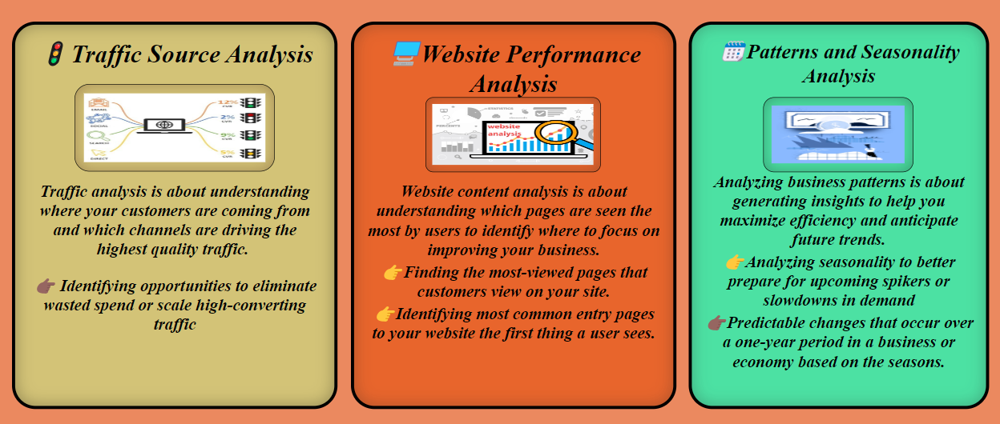 Traffic Source Analysis
EMAIL
SOCIAL
SEARCH
DIRECT
12%
CVR
2%
CVR
9%
CVR
5%
CVR
Traffic analysis is about understanding
where your customers are coming from
and which channels are driving the
highest quality traffic.
👉🏾 Identifying opportunities to eliminate
wasted spend or scale high-converting
traffic
Website Performance
Analysis
STATISTICS
PERCENTS
website
analysis
Website content analysis is about
understanding which pages are seen the
most by users to identify where to focus on
improving your business.
👉Finding the most-viewed pages that
customers view on your site.
👉Identifying most common entry pages
to your website the first thing a user sees.
Patterns and Seasonality
Analysis
Analyzing business patterns is about
generating insights to help you
maximize efficiency and anticipate
future trends.
👉Analyzing seasonality to better
prepare for upcoming spikers or
slowdowns in demand
👉🏾Predictable changes that occur over
a one-year period in a business or
economy based on the seasons.